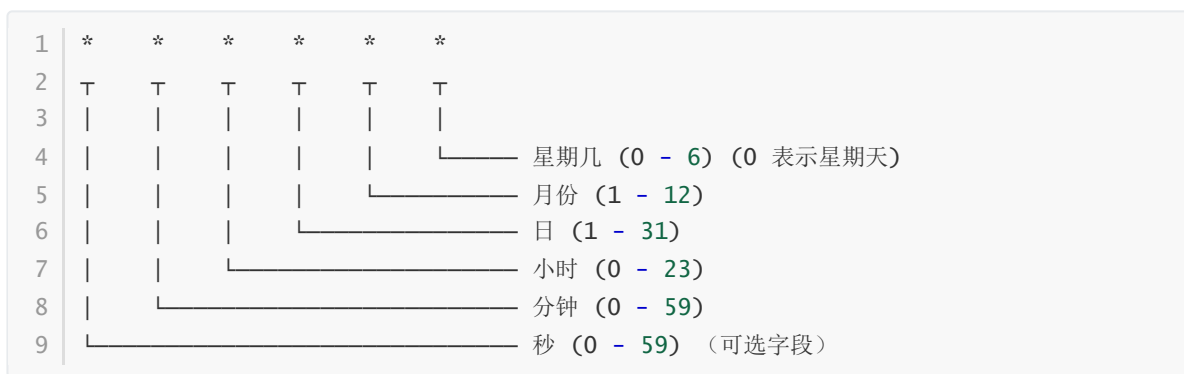 1 * * * * * *
2 ┬ ┬ ┬ ┬ ┬ ┬
3 │ │ │ │ │ │
4 │ │ │ │ │ └───── 星期几 (0 - 6) (0 表示星期天)
5 │ │ │ │ └────────── 月份 (1 - 12)
6 │ │ │ └─────────────── 日 (1 - 31)
7 │ │ └──────────────────── 小时 (0 - 23)
8 │ └───────────────────────── 分钟 (0 - 59)
9 └────────────────────────────── 秒 (0 - 59) （可选字段）